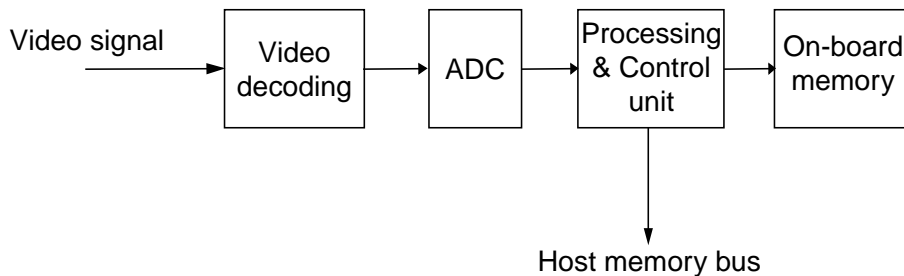 Video signal
Video
decoding
ADC
Processing
& Control
unit
On-board
memory
Host memory bus